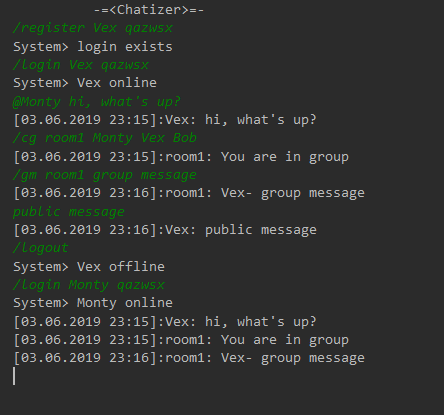 -=<Chatizer>=-
/register Vex qazwsx
System> login exists
/login Vex qazwsx
System> Vex online
@Monty hi, what's up?
[03.06.2019 23:15]:Vex: hi, what's up?
/cg room1 Monty Vex Bob
[03.06.2019 23:15]:room1: You are in group
/gm room1 group message
[03.06.2019 23:16]:room1: Vex- group message
public message
[03.06.2019 23:16]:Vex: public message
/logout
System> Vex offline
/login Monty qazwsx
System> Monty online
[03.06.2019 23:15]:Vex: hi, what's up?
[03.06.2019 23:15]:room1: You are in group
[03.06.2019 23:16]:room1: Vex- group message